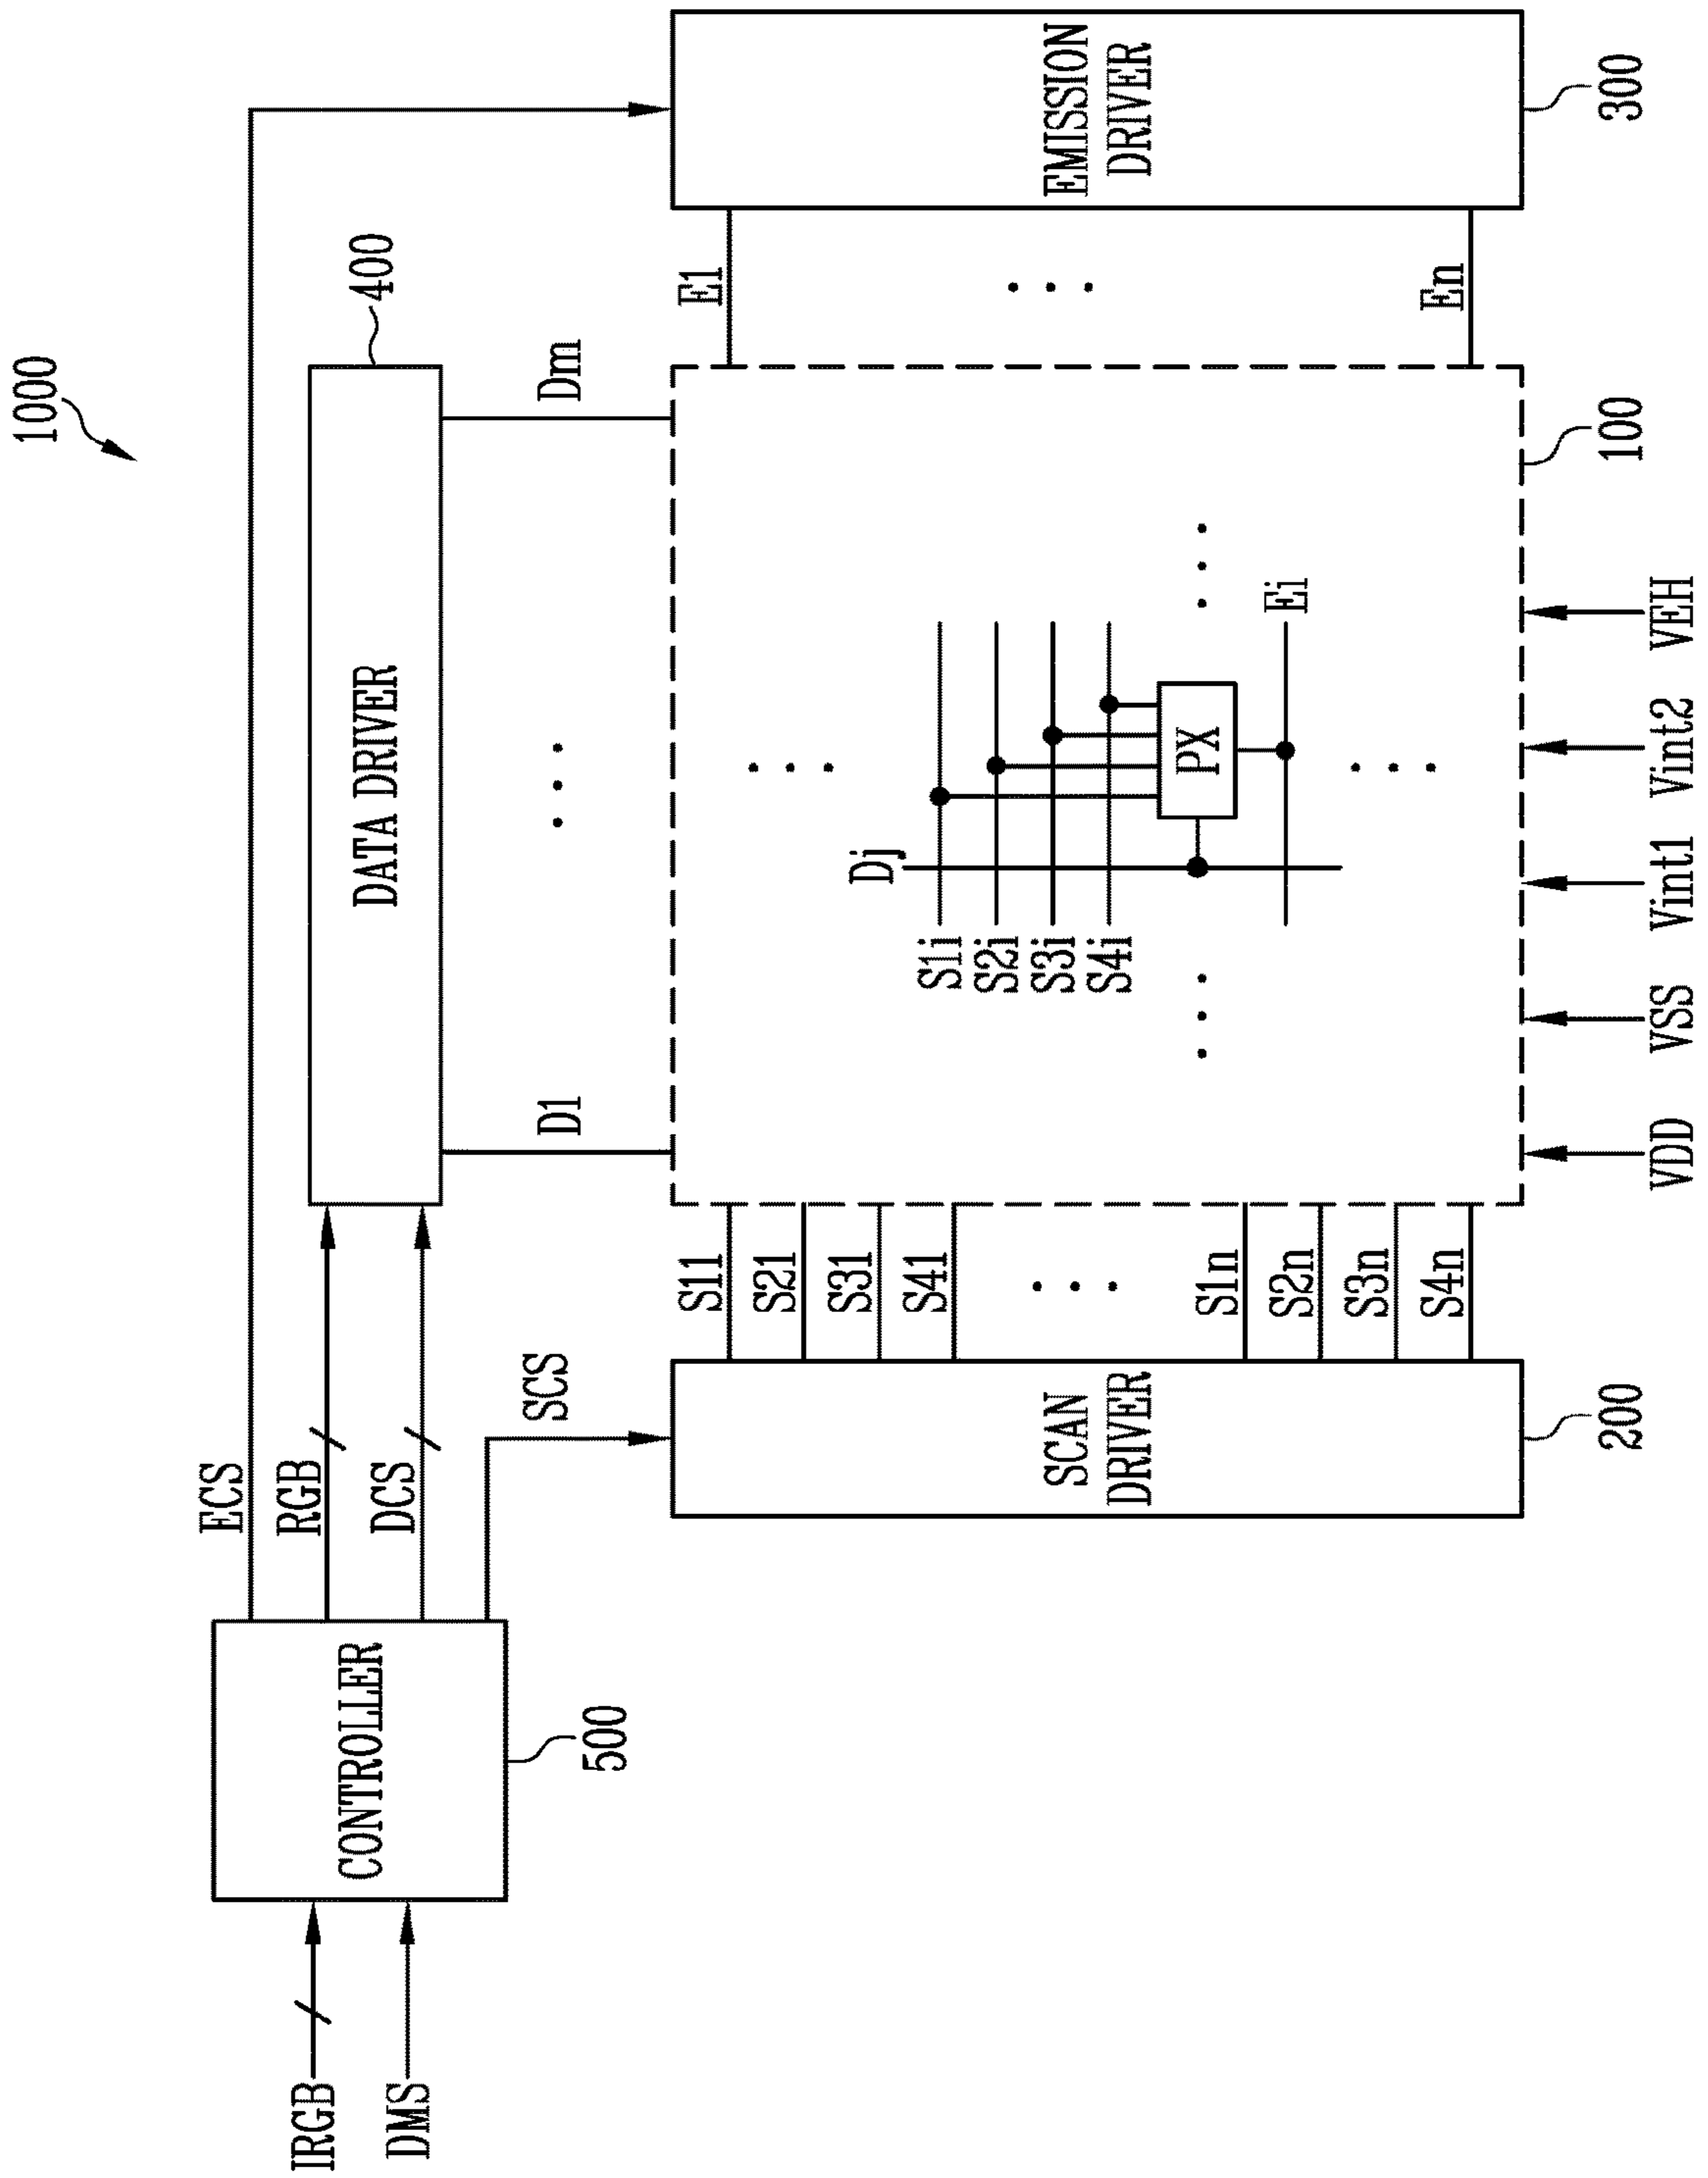 1000
ECS
RGB
DCS
SCS
IRGB
DMS
CONTROLLER
500
DATA DRIVER
400
D1
Dm
SCAN
DRIVER
200
S11
S21
S31
S41
S1n
S2n
S3n
S4n
Dj
S1i
S2i
S3i
S4i
PX
Ei
100
E1
En
EMISSION
DRIVER
300
VDD
VSS
Vint1
Vint2
VEH